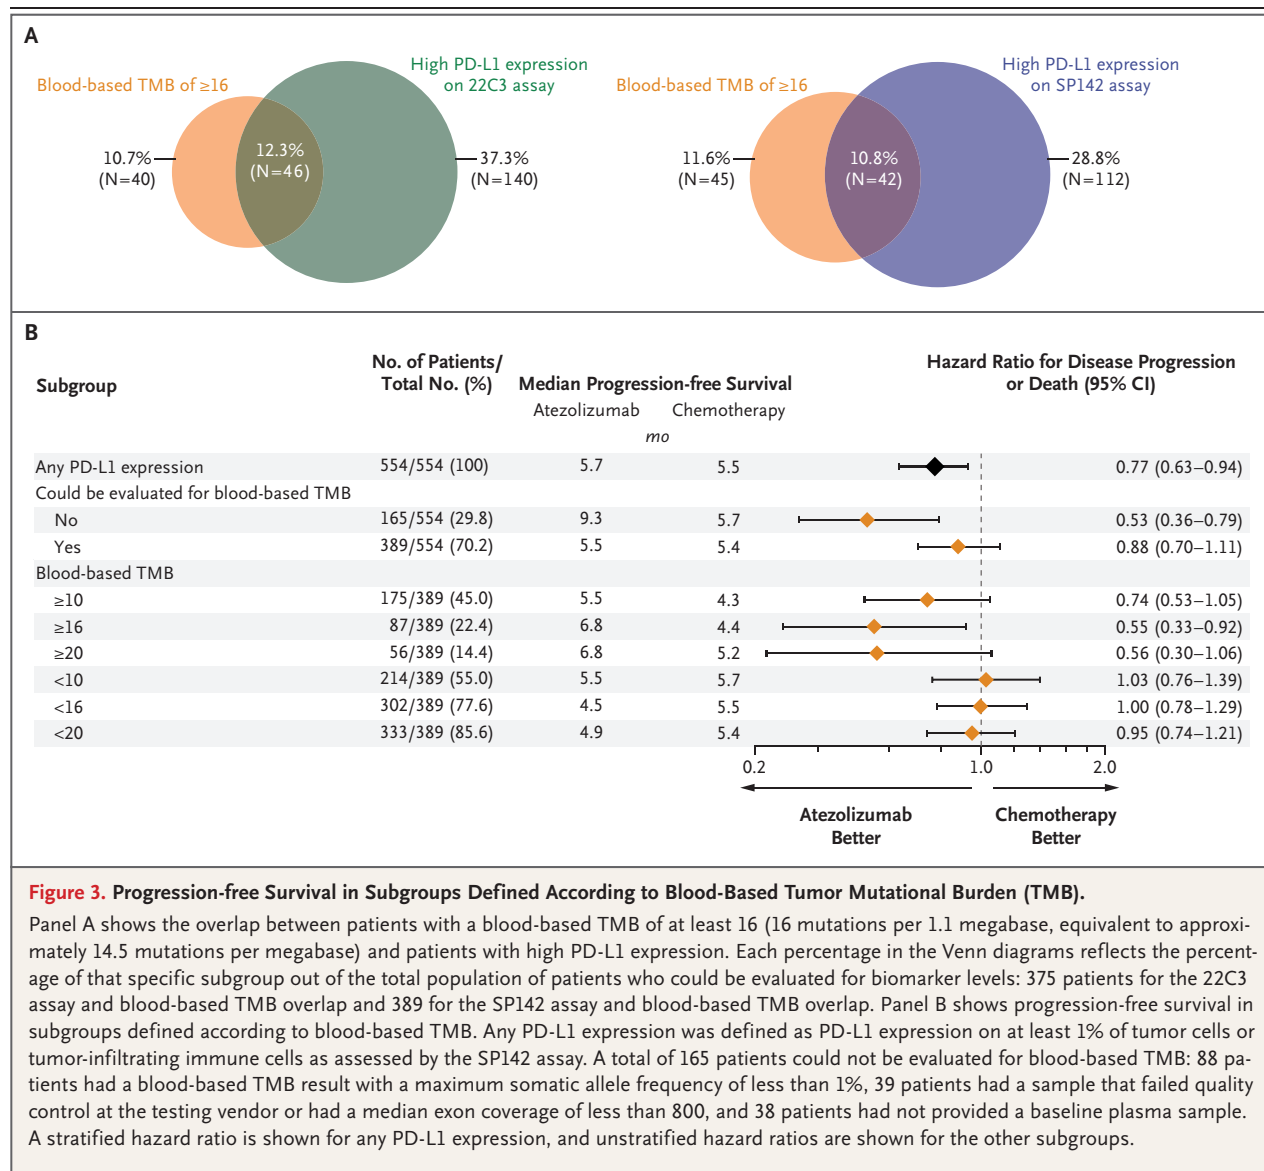 A
Blood-based TMB of ≥16
High PD-L1 expression
on 22C3 assay
10.7%
(N=40)
12.3%
(N=46)
37.3%
(N=140)
Blood-based TMB of ≥16
High PD-L1 expression
on SP142 assay
11.6%
(N=45)
10.8%
(N=42)
28.8%
(N=112)
B
Subgroup
No. of Patients/
Total No. (%)
Median Progression-free Survival
Hazard Ratio for Disease Progression
or Death (95% CI)
Atezolizumab Chemotherapy
mo
Any PD-L1 expression 554/554 (100) 5.7 5.5 0.77 (0.63–0.94)
Could be evaluated for blood-based TMB
No 165/554 (29.8) 9.3 5.7 0.53 (0.36–0.79)
Yes 389/554 (70.2) 5.5 5.4 0.88 (0.70–1.11)
Blood-based TMB
≥10 175/389 (45.0) 5.5 4.3 0.74 (0.53–1.05)
≥16 87/389 (22.4) 6.8 4.4 0.55 (0.33–0.92)
≥20 56/389 (14.4) 6.8 5.2 0.56 (0.30–1.06)
<10 214/389 (55.0) 5.5 5.7 1.03 (0.76–1.39)
<16 302/389 (77.6) 4.5 5.5 1.00 (0.78–1.29)
<20 333/389 (85.6) 4.9 5.4 0.95 (0.74–1.21)
0.2 1.0 2.0
Atezolizumab
Better
Chemotherapy
Better
Figure 3. Progression-free Survival in Subgroups Defined According to Blood-Based Tumor Mutational Burden (TMB).
Panel A shows the overlap between patients with a blood-based TMB of at least 16 (16 mutations per 1.1 megabase, equivalent to approxi-
mately 14.5 mutations per megabase) and patients with high PD-L1 expression. Each percentage in the Venn diagrams reflects the percent-
age of that specific subgroup out of the total population of patients who could be evaluated for biomarker levels: 375 patients for the 22C3
assay and blood-based TMB overlap and 389 for the SP142 assay and blood-based TMB overlap. Panel B shows progression-free survival in
subgroups defined according to blood-based TMB. Any PD-L1 expression was defined as PD-L1 expression on at least 1% of tumor cells or
tumor-infiltrating immune cells as assessed by the SP142 assay. A total of 165 patients could not be evaluated for blood-based TMB: 88 pa-
tients had a blood-based TMB result with a maximum somatic allele frequency of less than 1%, 39 patients had a sample that failed quality
control at the testing vendor or had a median exon coverage of less than 800, and 38 patients had not provided a baseline plasma sample.
A stratified hazard ratio is shown for any PD-L1 expression, and unstratified hazard ratios are shown for the other subgroups.